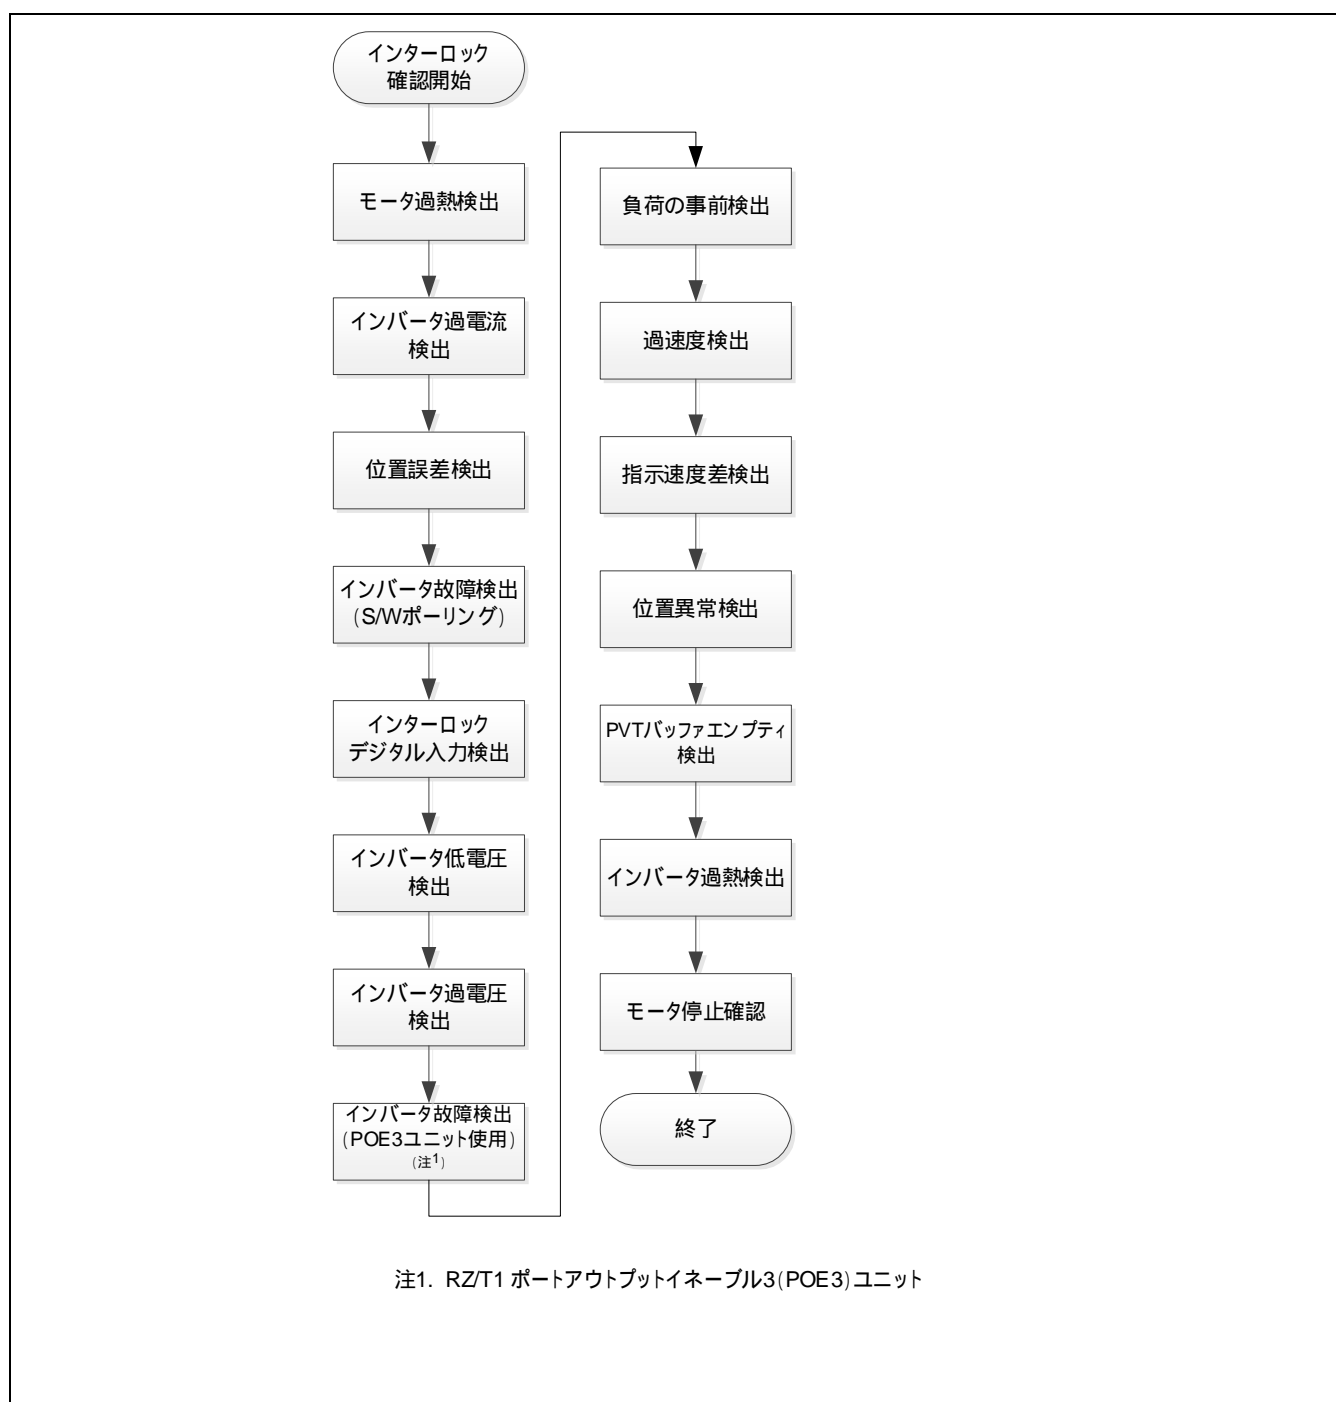 インターロック
確認開始
モータ過熱検出
インバータ過電流
検出
位置誤差検出
インバータ故障検出
(S/Wポーリング)
インターロック
デジタル入力検出
インバータ低電圧
検出
インバータ過電圧
検出
インバータ故障検出
(POE3ユニット使用)
(注1)
負荷の事前検出
過速度検出
指示速度差検出
位置異常検出
PVTバッファエンプティ
検出
インバータ過熱検出
モータ停止確認
終了
注1. RZ/T1 ポートアウトプットイネーブル3(POE3)ユニット